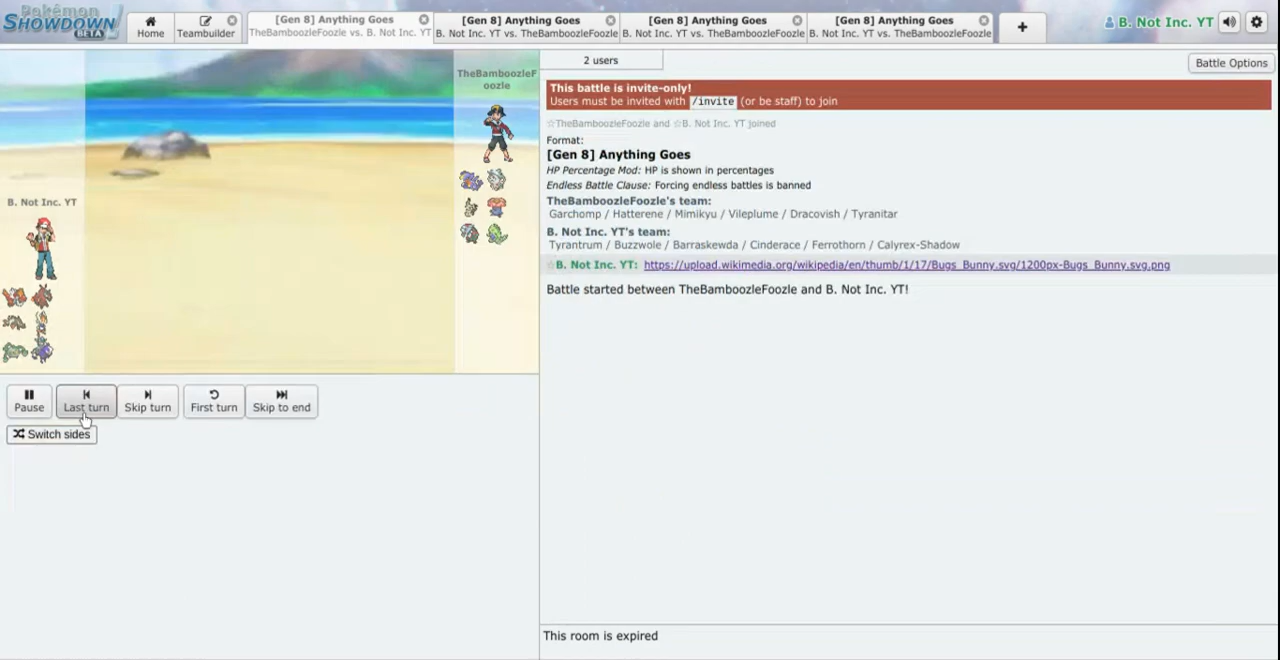 Pokémon
SHOWDOWN!
BETA
Home
Teambuilder
[Gen 8] Anything Goes
TheBamboozleFoozle vs. B. Not Inc. YT
[Gen 8] Anything Goes
B. Not Inc. YT vs. TheBamboozleFoozle
[Gen 8] Anything Goes
B. Not Inc. YT vs. TheBamboozleFoozle
[Gen 8] Anything Goes
B. Not Inc. YT vs. TheBamboozleFoozle
B. Not Inc. YT
2 users
Battle Options
TheBamboozleF
oozle
B. Not Inc. YT
This battle is invite-only!
Users must be invited with /invite (or be staff) to join
☆TheBamboozleFoozle and ☆B. Not Inc. YT joined
Format:
[Gen 8] Anything Goes
HP Percentage Mod: HP is shown in percentages
Endless Battle Clause: Forcing endless battles is banned
TheBamboozleFoozle's team:
Garchomp / Hatterene / Mimikyu / Vileplume / Dracovish / Tyranitar
B. Not Inc. YT's team:
Tyrantrum / Buzzwole / Barraskewda / Cinderace / Ferrothorn / Calyrex-Shadow
☆B. Not Inc. YT: https://upload.wikimedia.org/wikipedia/en/thumb/1/17/Bugs_Bunny.svg/1200px-Bugs_Bunny.svg.png
Battle started between TheBamboozleFoozle and B. Not Inc. YT!
Pause
Last turn
Skip turn
First turn
Skip to end
Switch sides
This room is expired